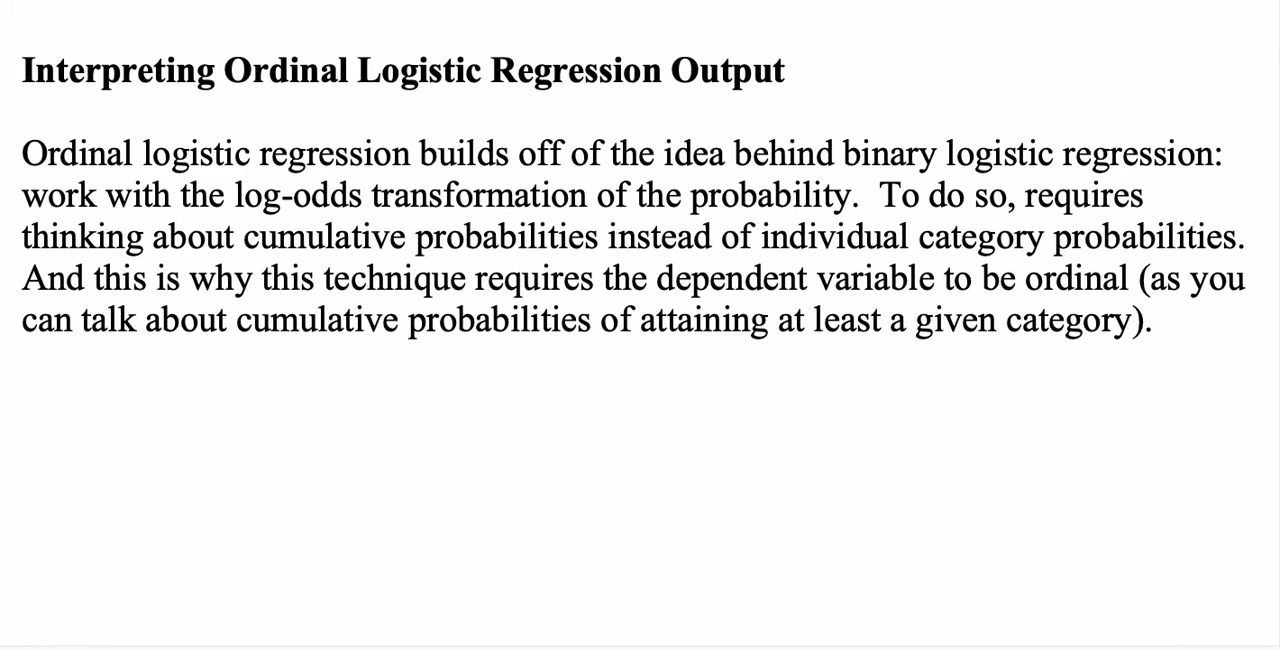 Interpreting Ordinal Logistic Regression Output
Ordinal logistic regression builds off of the idea behind binary logistic regression:
work with the log-odds transformation of the probability.  To do so, requires
thinking about cumulative probabilities instead of individual category probabilities.
And this is why this technique requires the dependent variable to be ordinal (as you
can talk about cumulative probabilities of attaining at least a given category).